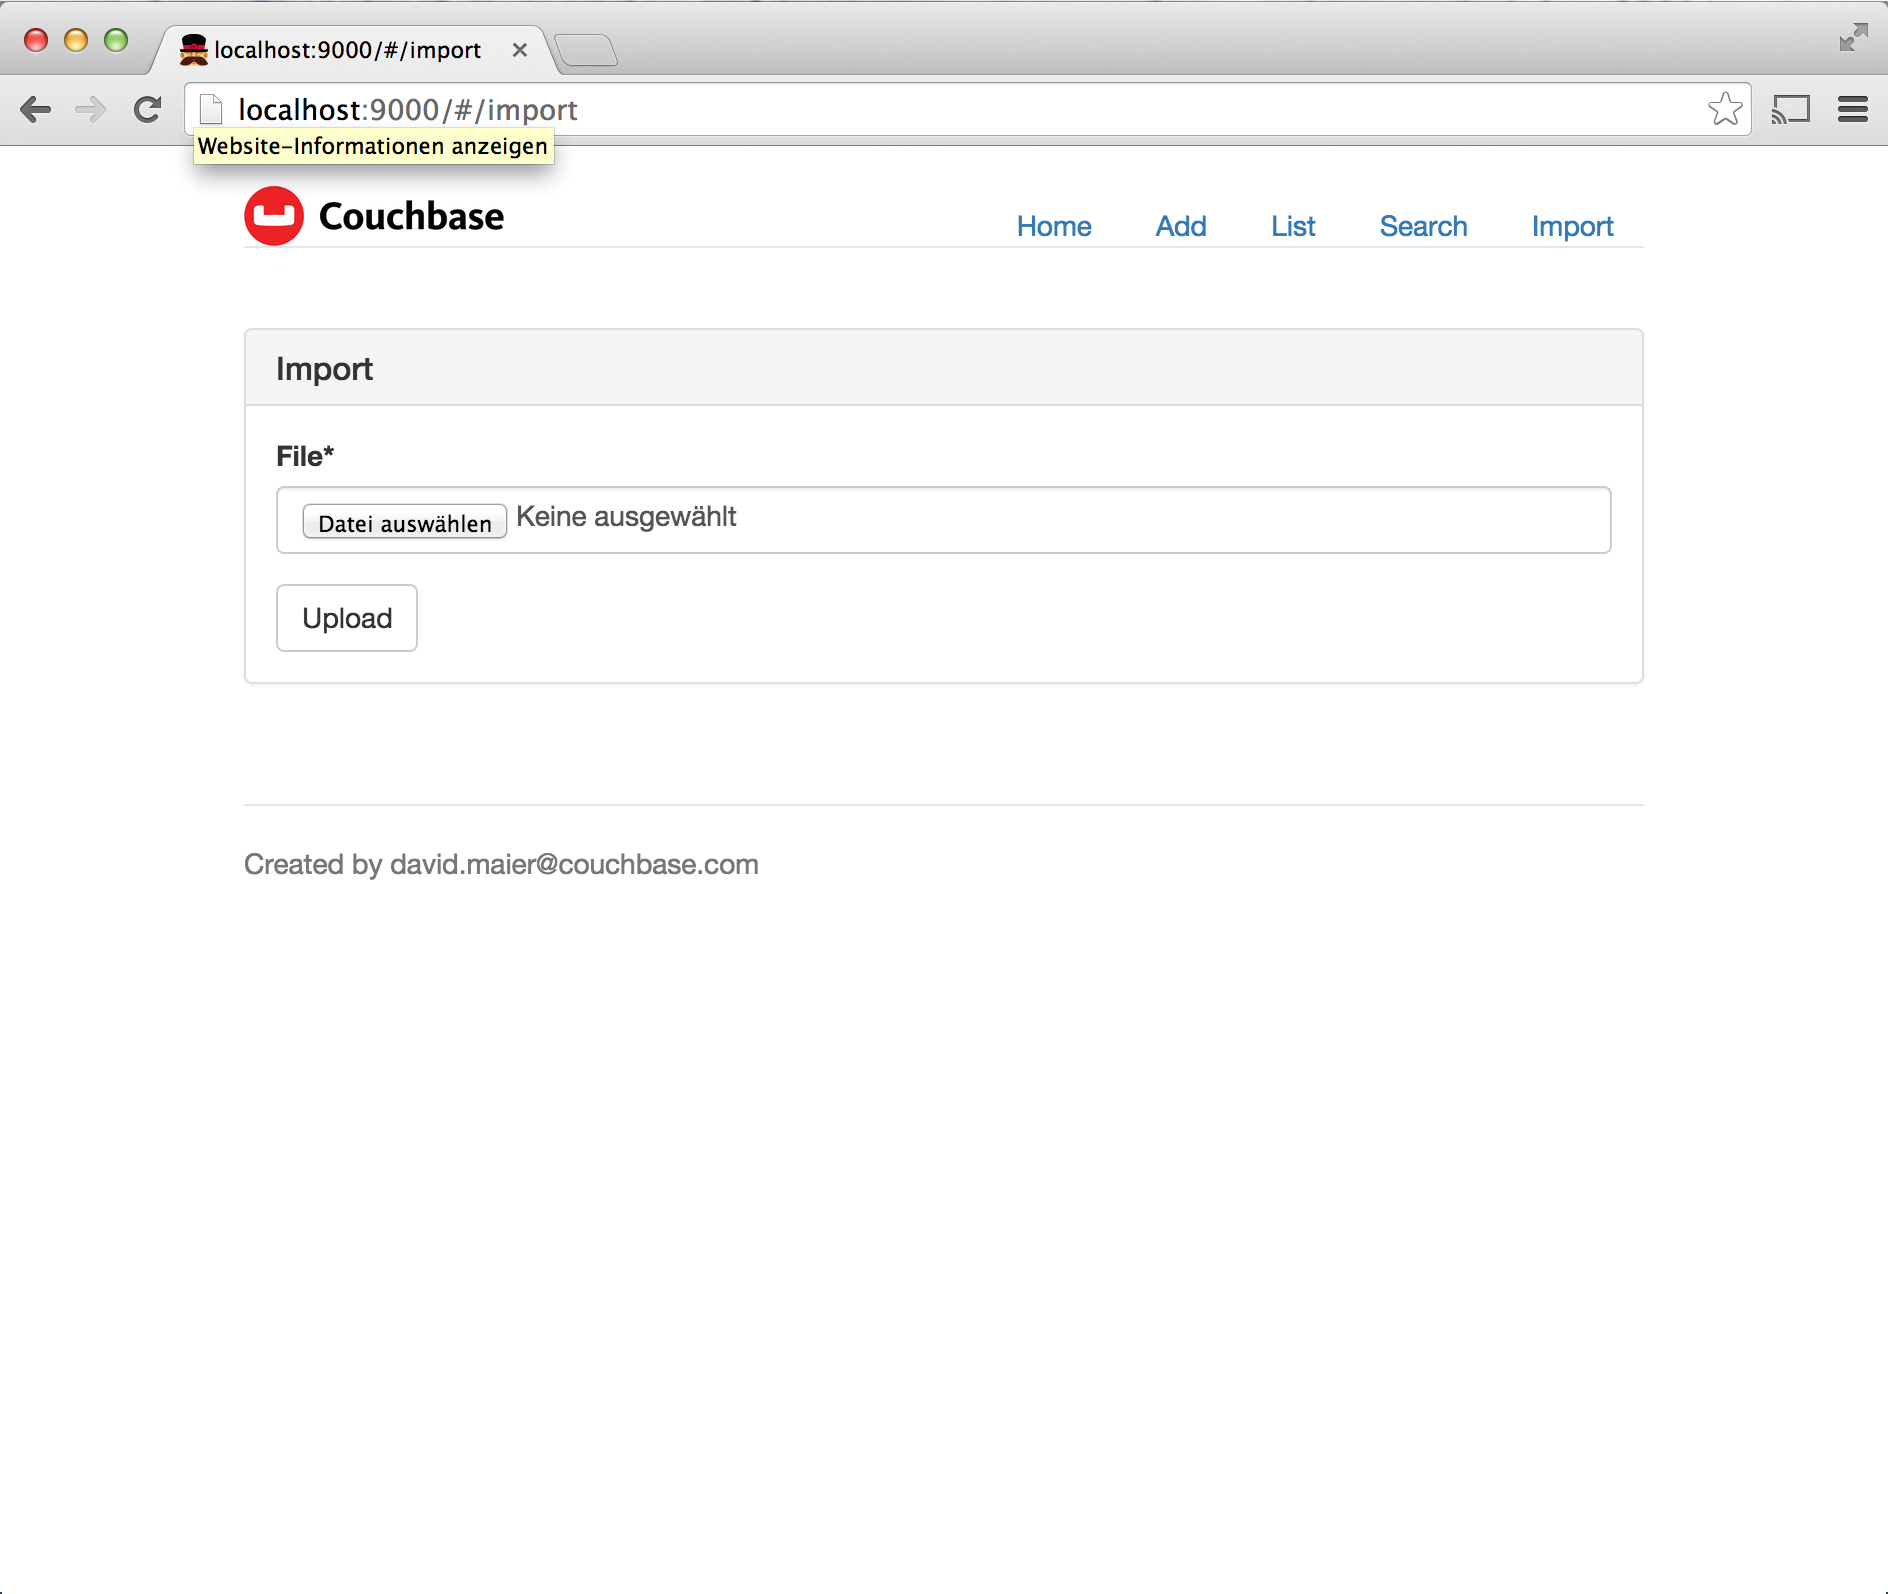 localhost:9000/#/import
localhost:9000/#/import
Website-Informationen anzeigen
Couchbase
Home Add List Search Import
Import
File*
Datei auswählen Keine ausgewählt
Upload
Created by david.maier@couchbase.com